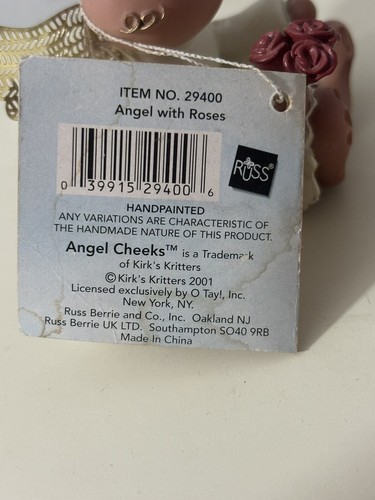 ITEM NO. 29400
Angel with Roses
0 39915 29400 6
RUSS
HANDPAINTED
ANY VARIATIONS ARE CHARACTERISTIC OF
THE HANDMADE NATURE OF THIS PRODUCT.
Angel Cheeks™ is a Trademark
of Kirk's Kritters
©Kirk's Kritters 2001
Licensed exclusively by O Tay!, Inc.
New York, NY.
Russ Berrie and Co., Inc. Oakland NJ
Russ Berrie UK LTD. Southampton SO40 9RB
Made In China